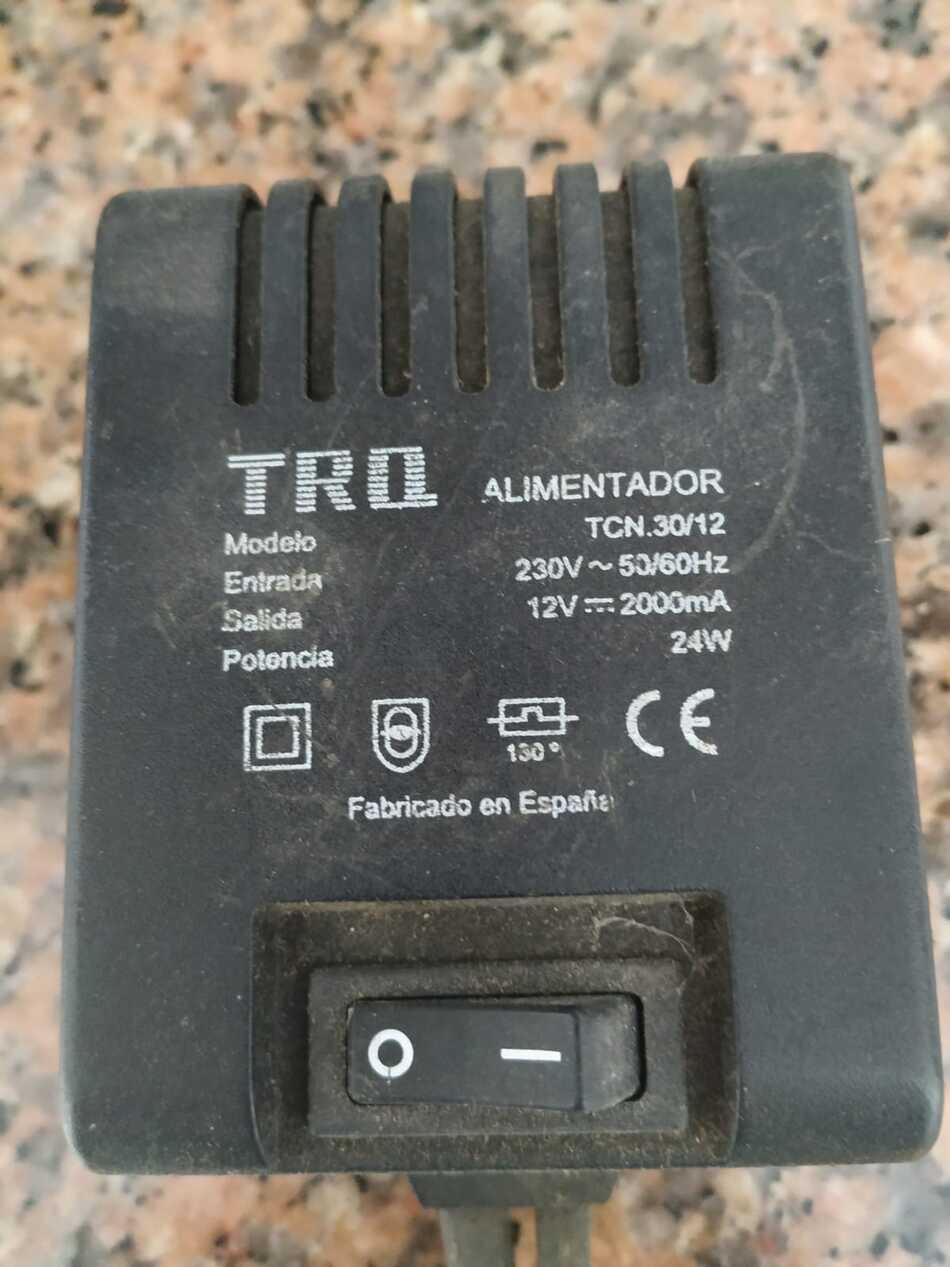 TRQ ALIMENTADOR
Modelo TCN.30/12
Entrada 230V ~ 50/60Hz
Salida 12V ⎓ 2000mA
Potencia 24W
130°
CE
Fabricado en España
O —